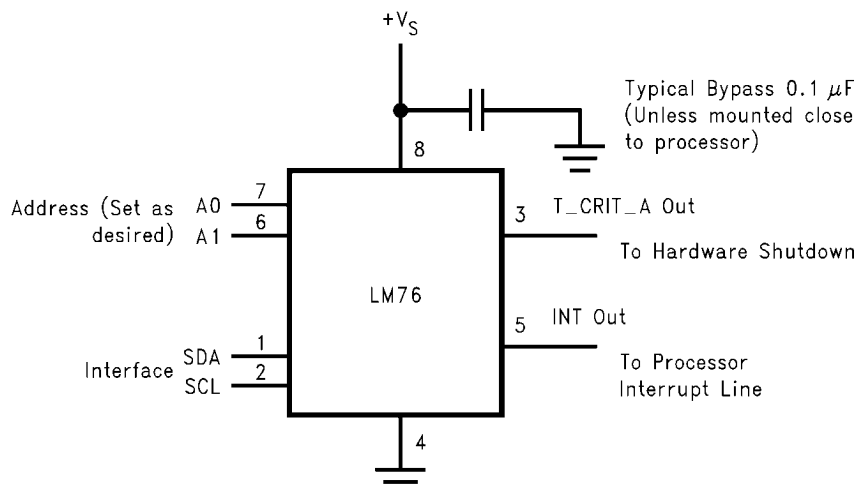 +VS
Typical Bypass 0.1 µF
(Unless mounted close
to processor)
8
7
Address (Set as
desired)
A0
6
A1
3
T_CRIT_A Out
To Hardware Shutdown
LM76
5
INT Out
To Processor
Interrupt Line
Interface
SDA
1
SCL
2
4